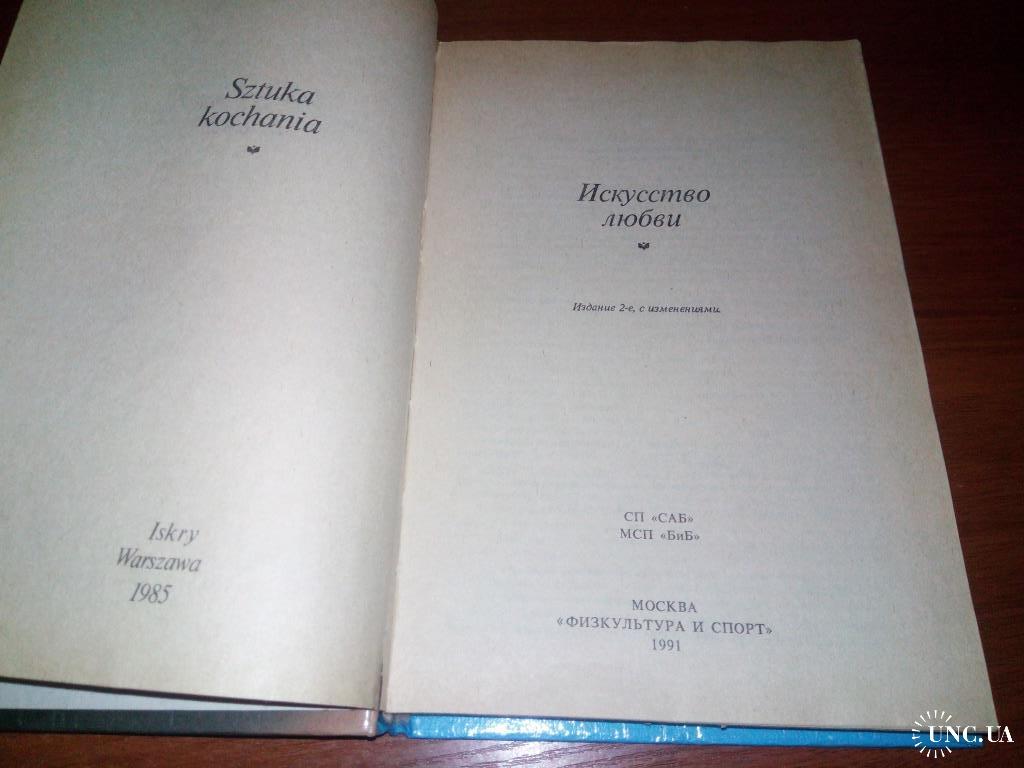 Sztuka
kochania
Iskry
Warszawa
1985
Искусство
любви
Издание 2-е, с изменениями.
СП «САБ»
МСП «БиБ»
МОСКВА
«ФИЗКУЛЬТУРА И СПОРТ»
1991
UNC.UA